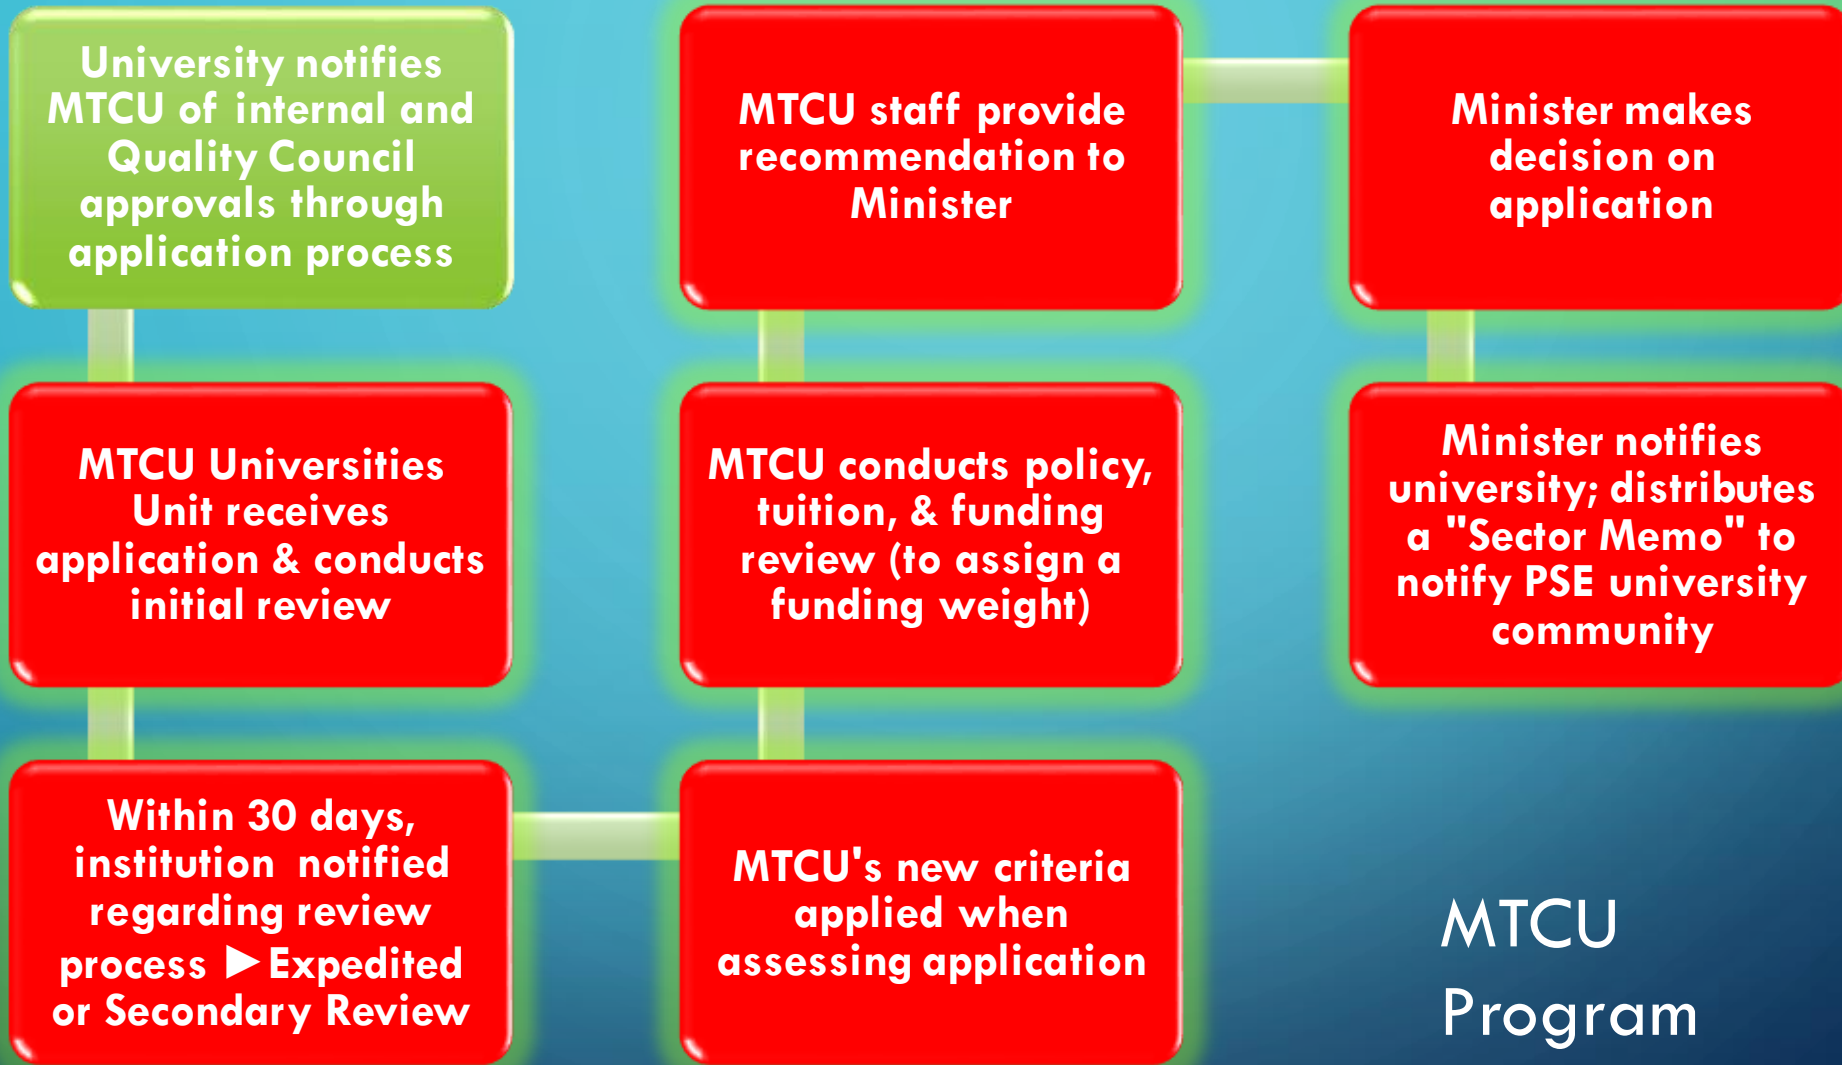 University notifies
MTCU of internal and
Quality Council
approvals through
application process
MTCU Universities
Unit receives
application & conducts
initial review
Within 30 days,
institution notified
regarding review
process ►Expedited
or Secondary Review
MTCU's new criteria
applied when
assessing application
MTCU conducts policy,
tuition, & funding
review (to assign a
funding weight)
MTCU staff provide
recommendation to
Minister
Minister makes
decision on
application
Minister notifies
university; distributes
a "Sector Memo" to
notify PSE university
community
MTCU
Program